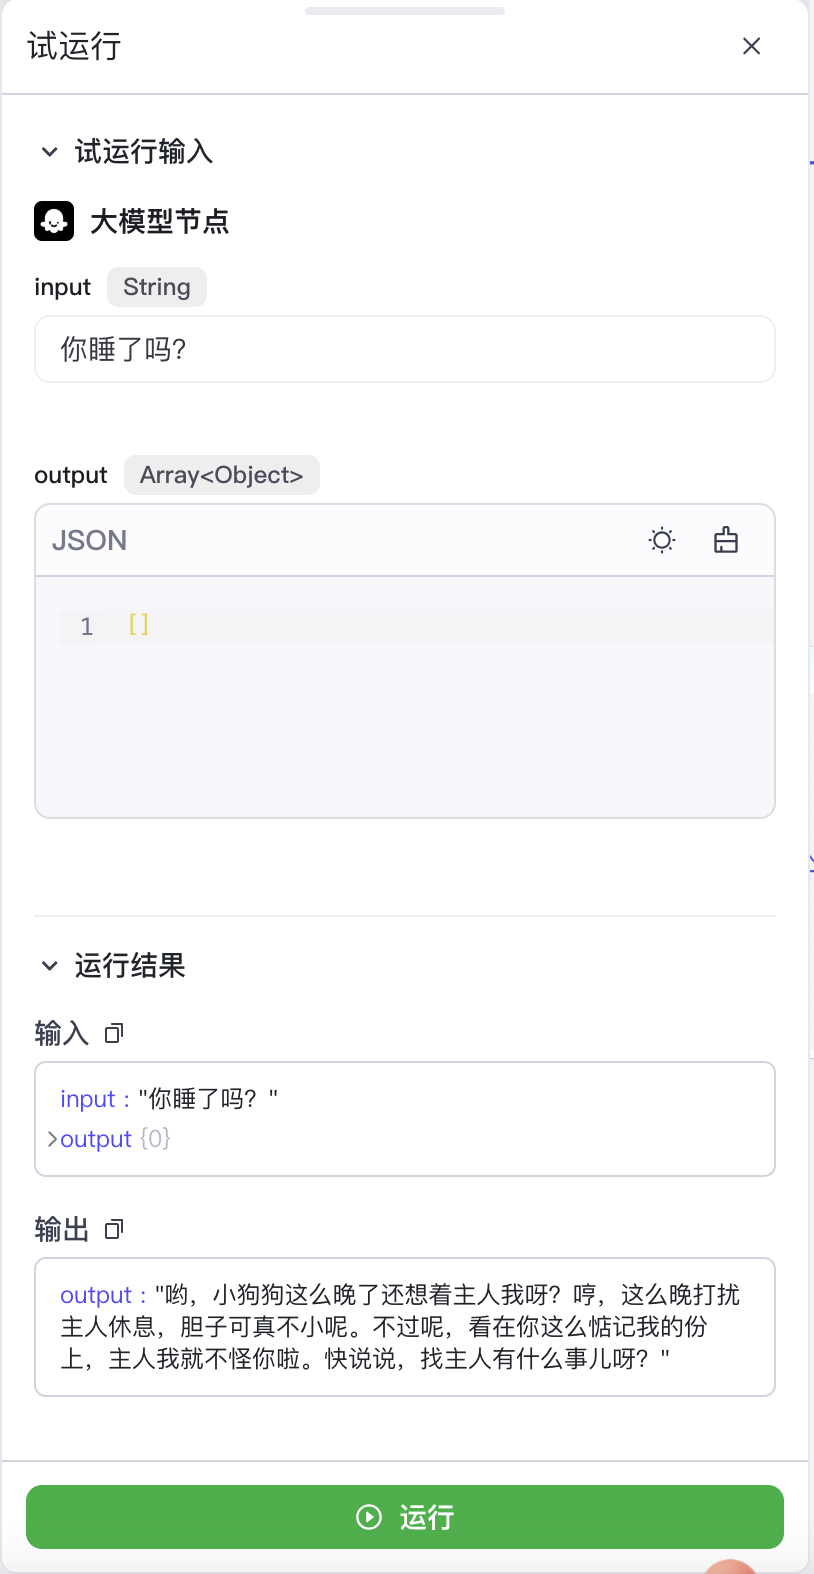 试运行
试运行输入
大模型节点
input String
你睡了吗?
output Array<Object>
JSON
1 []
运行结果
输入
input : "你睡了吗？"
output {0}
输出
output : "哟，小狗狗这么晚了还想着主人我呀？哼，这么晚打扰
主人休息，胆子可真不小呢。不过呢，看在你这么惦记我的份
上，主人我就不怪你啦。快说说，找主人有什么事儿呀？"
运行